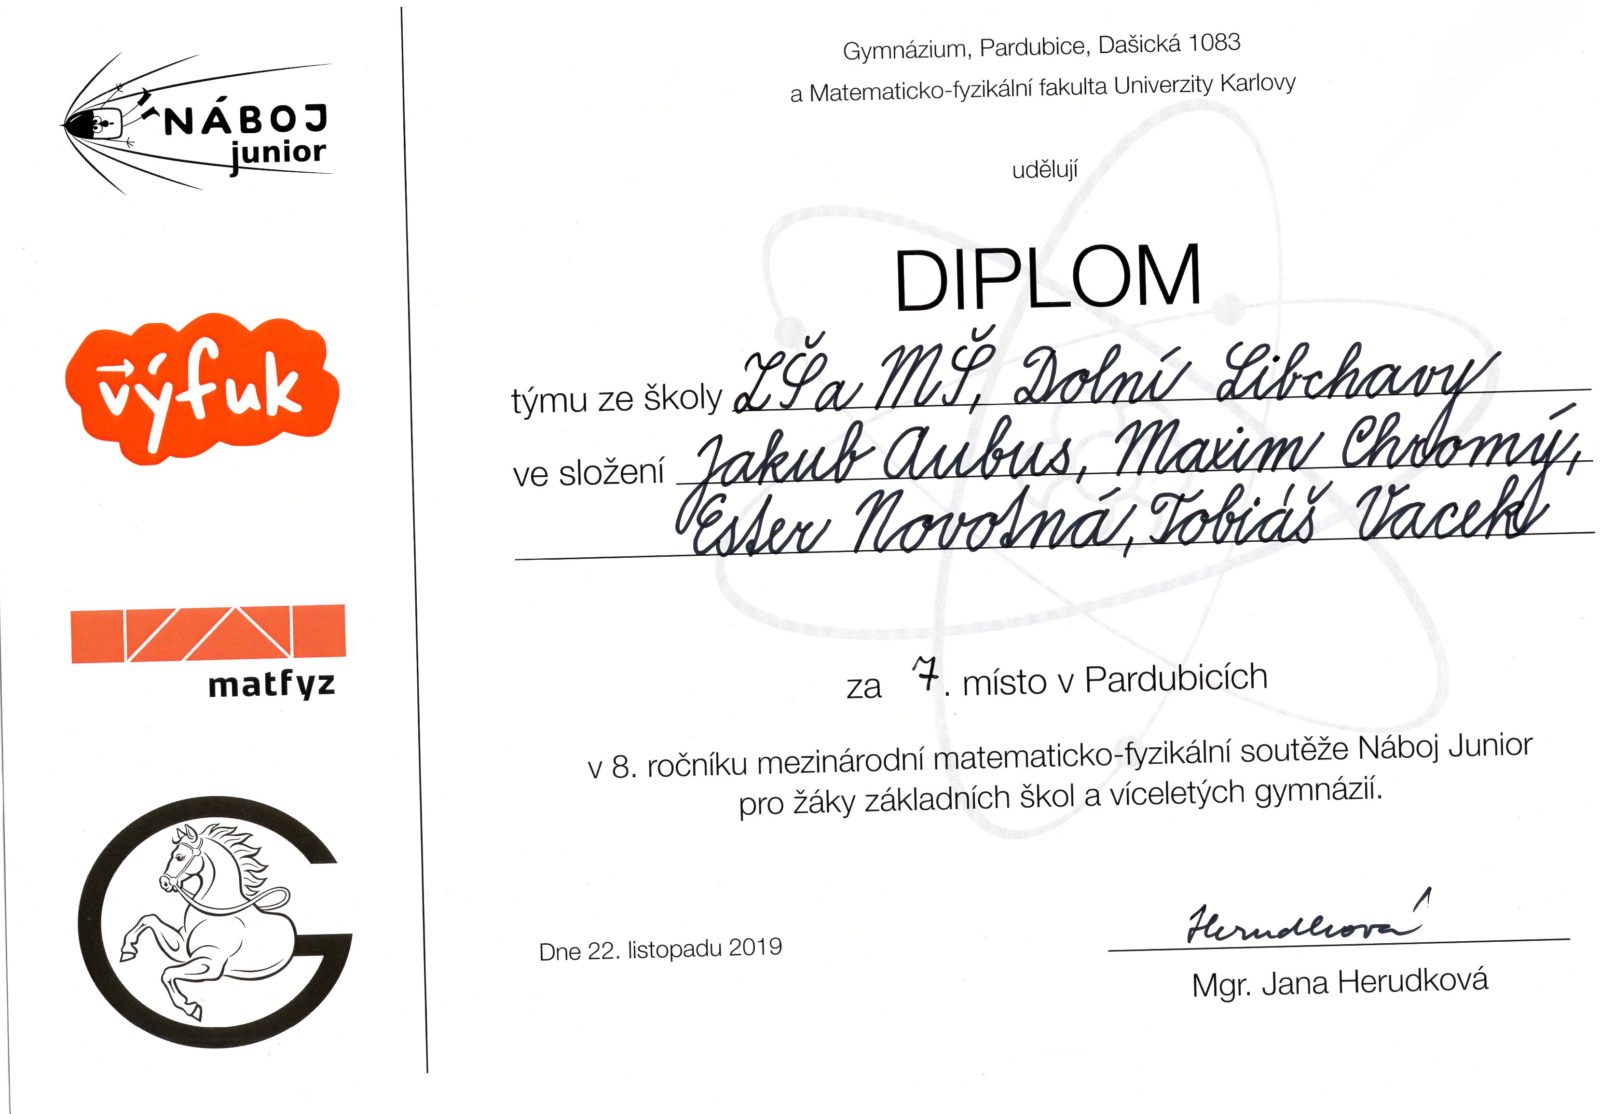 NÁBOJ
junior
výfuk
matfyz
Gymnázium, Pardubice, Dašická 1083
a Matematicko-fyzikální fakulta Univerzity Karlovy
udělují
DIPLOM
týmu ze školy ZŠ a MŠ, Dolní Libchavy
ve složení Jakub Aubus, Maxim Chromý,
Ester Novotná, Tobiáš Vacek
za 7. místo v Pardubicích
v 8. ročníku mezinárodní matematicko-fyzikální soutěže Náboj Junior
pro žáky základních škol a víceletých gymnázií.
Dne 22. listopadu 2019
Herudková
Mgr. Jana Herudková